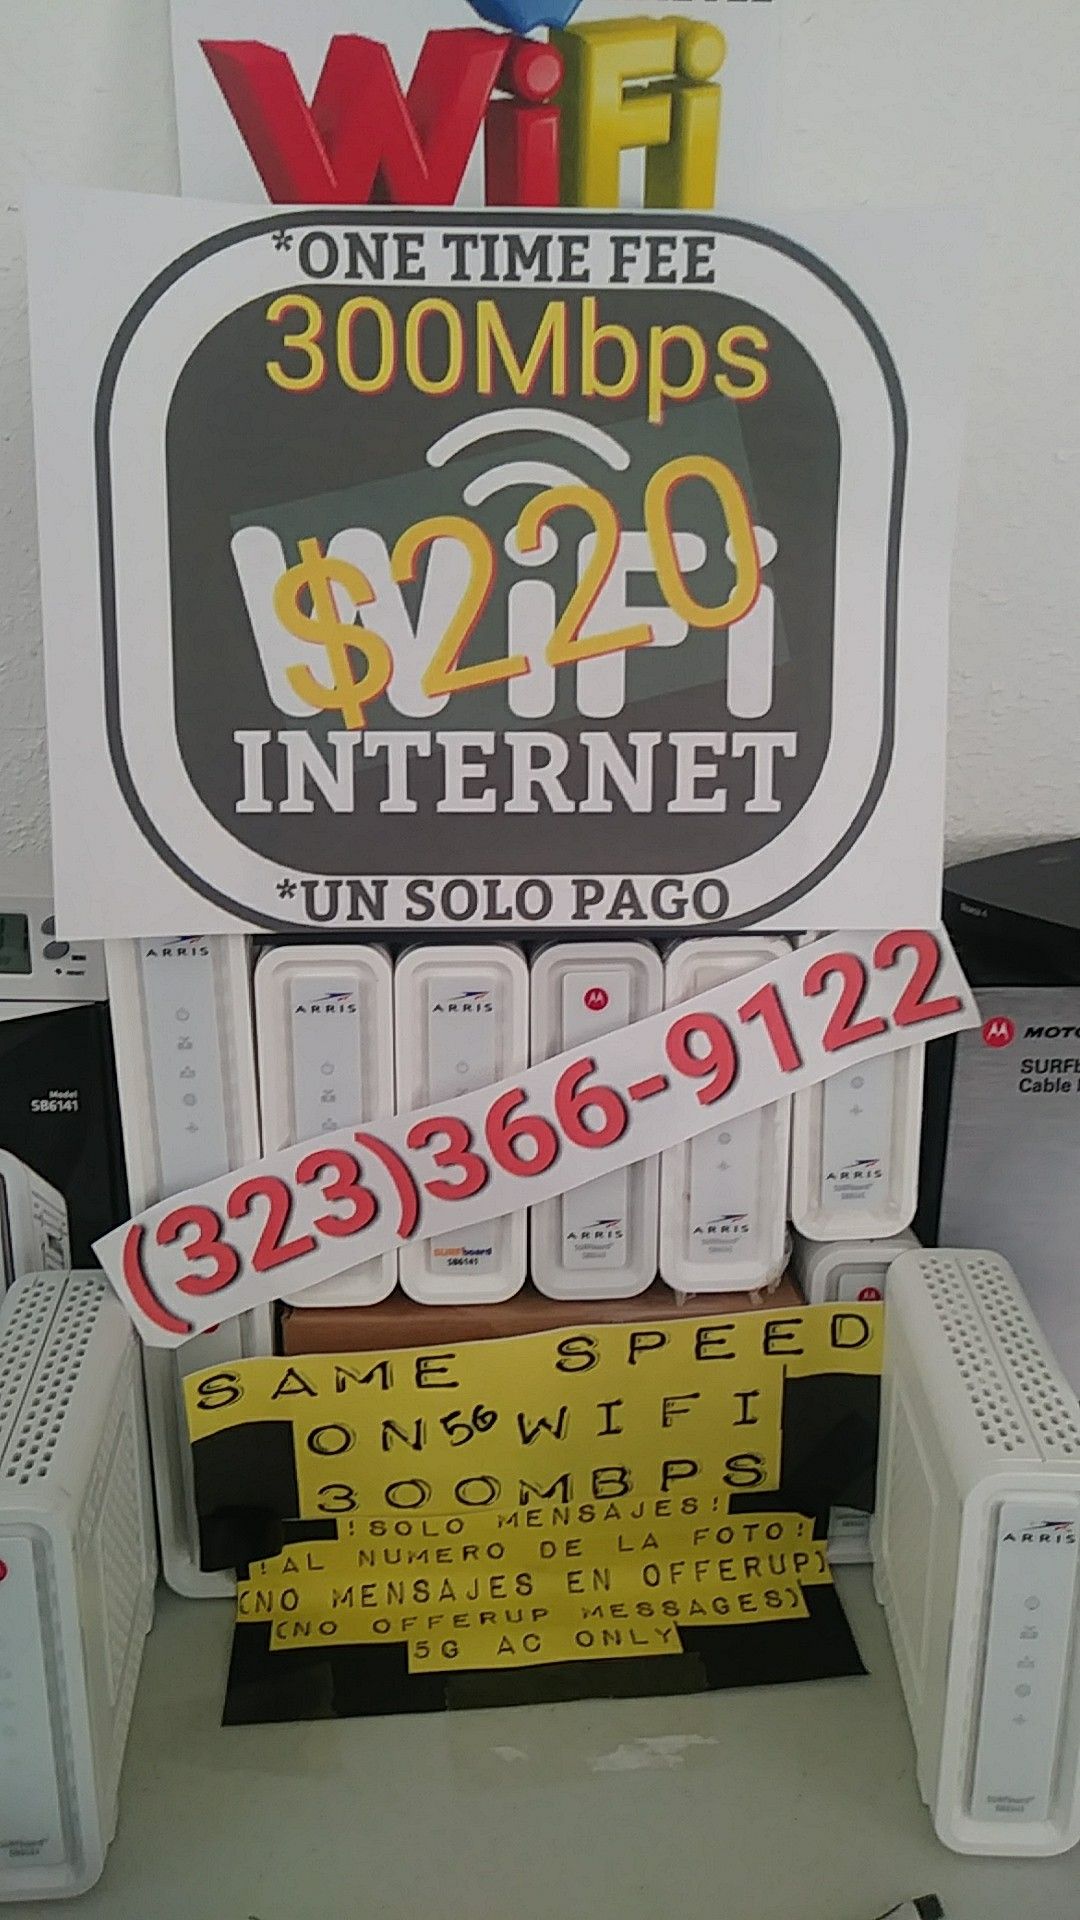 WiFi
*ONE TIME FEE
300Mbps
WiFi
$220
INTERNET
*UN SOLO PAGO
ARRIS
ARRIS
ARRIS
(323)366-9122
Model
SB6141
MOTO
SURFB
Cable
ARRIS
ARRIS
ARRIS
SURFboard
SB6141
SAME SPEED
ON 5G WIFI
300MBPS
!SOLO MENSAJES!
!AL NUMERO DE LA FOTO!
(NO MENSAJES EN OFFERUP)
(NO OFFERUP MESSAGES)
5G AC ONLY
ARRIS